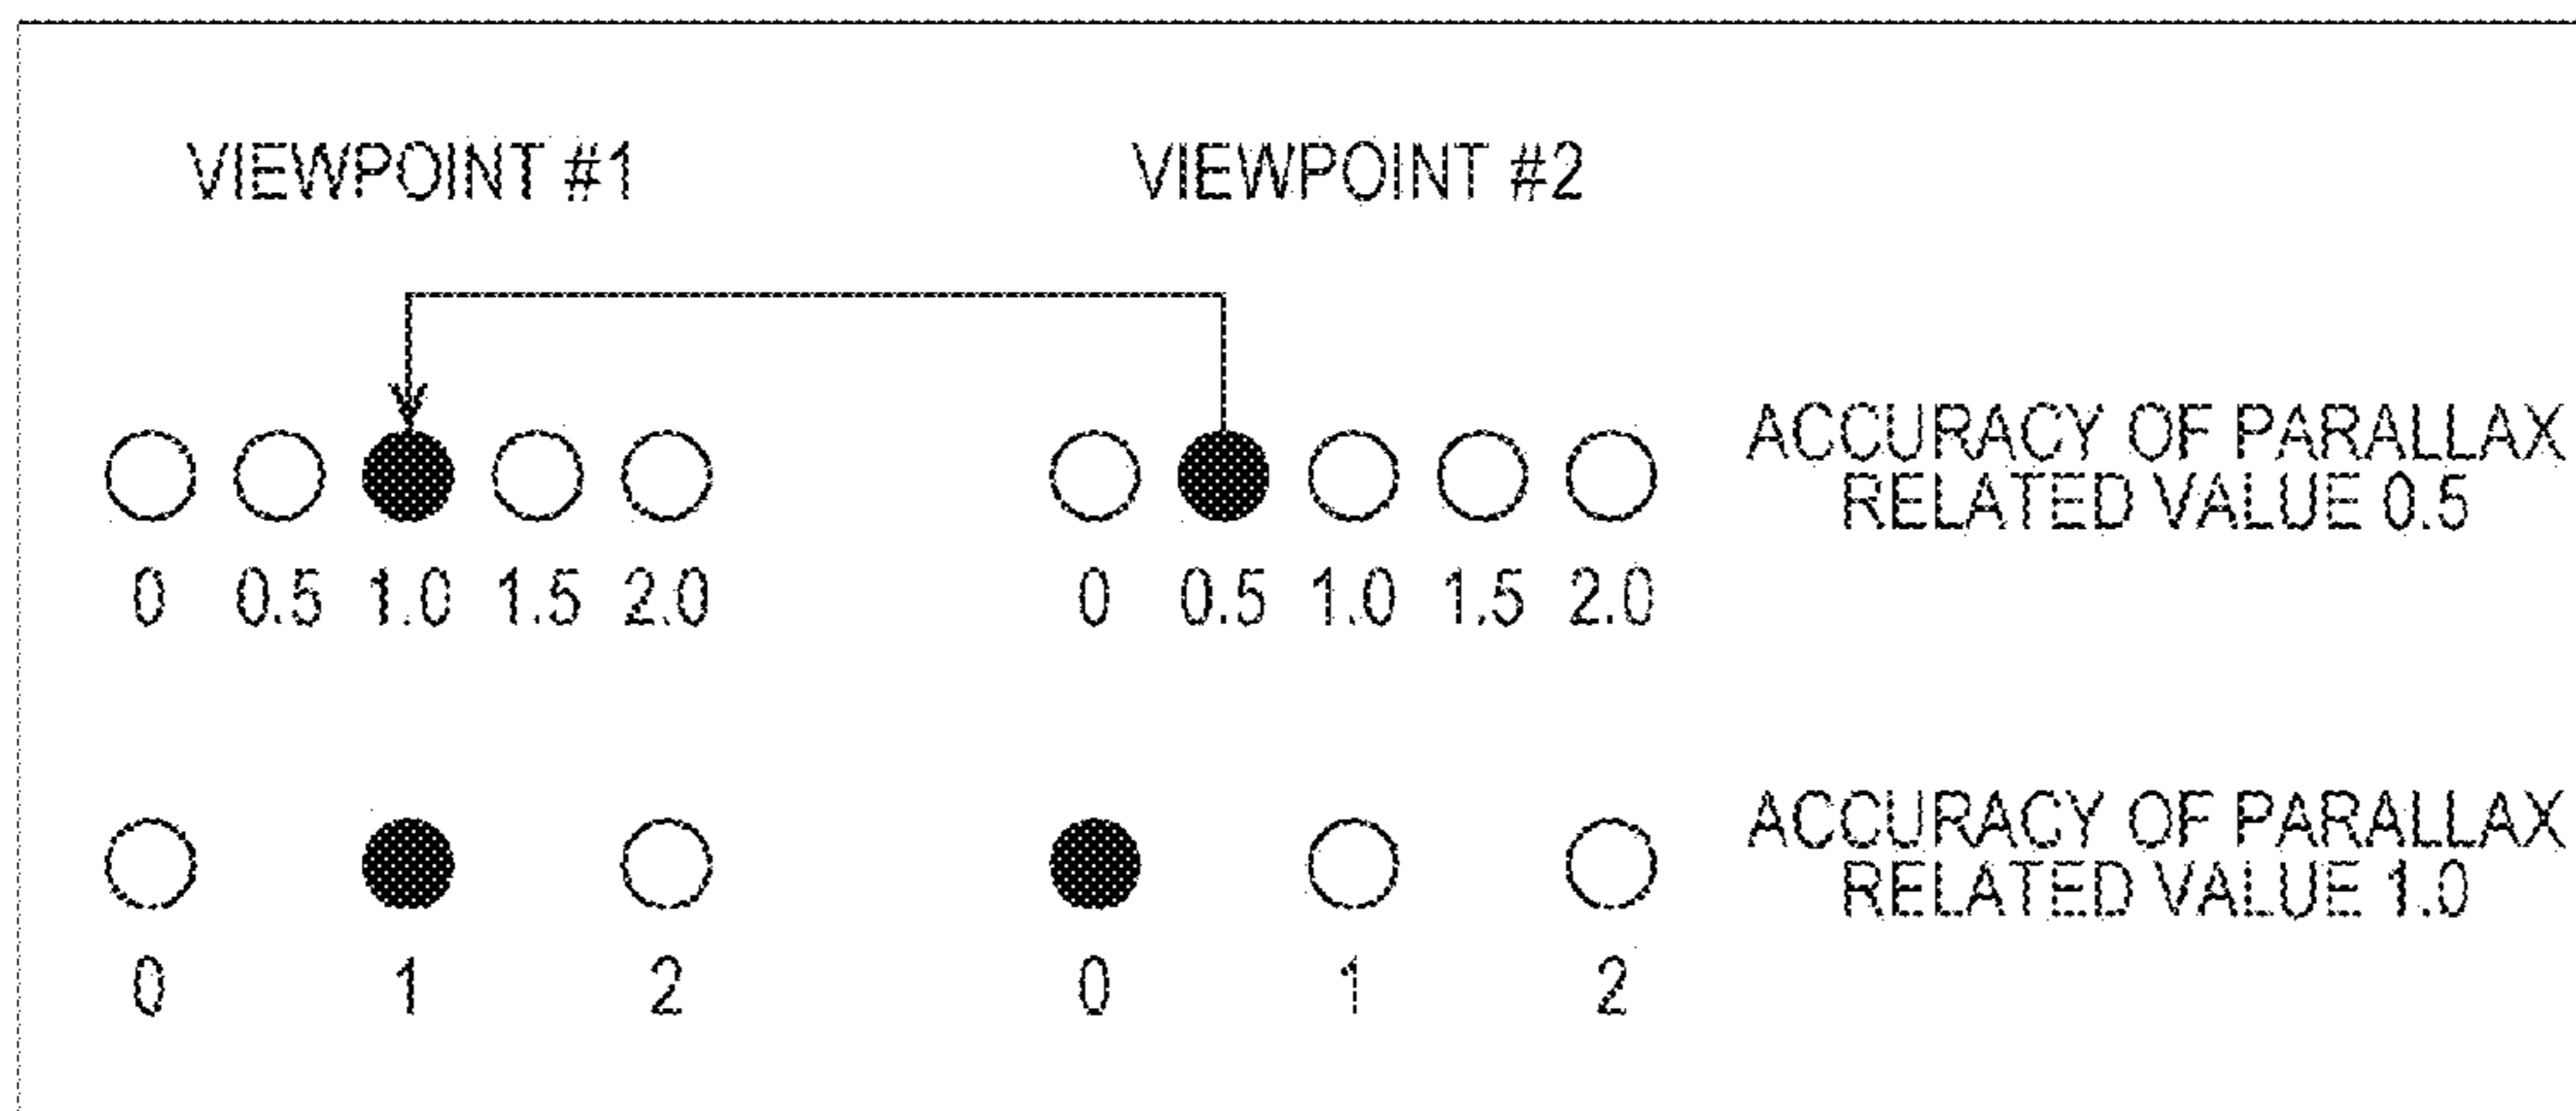 VIEWPOINT #1 VIEWPOINT #2
ACCURACY OF PARALLAX
RELATED VALUE 0.5
0 0.5 1.0 1.5 2.0 0 0.5 1.0 1.5 2.0
ACCURACY OF PARALLAX
RELATED VALUE 1.0
0 1 2 0 1 2